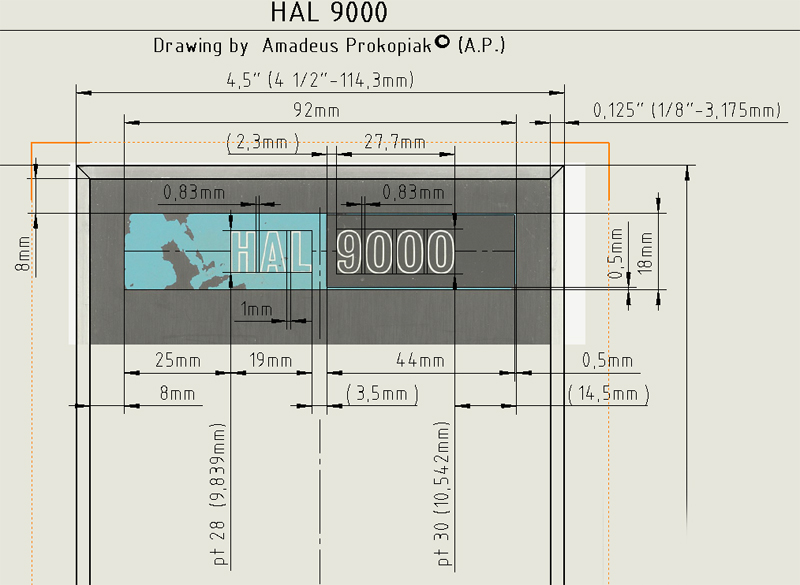 HAL 9000
Drawing by Amadeus Prokopiak© (A.P.)
4,5" (4 1/2"-114,3mm)
92mm
0,125" (1/8"-3,175mm)
(2,3mm)
27,7mm
0,83mm
0,83mm
8mm
HAL 9000
0,5mm
18mm
1mm
25mm
19mm
44mm
0,5mm
8mm
(3,5mm)
(14,5mm)
pt 28 (9,839mm)
pt 30 (10,542mm)